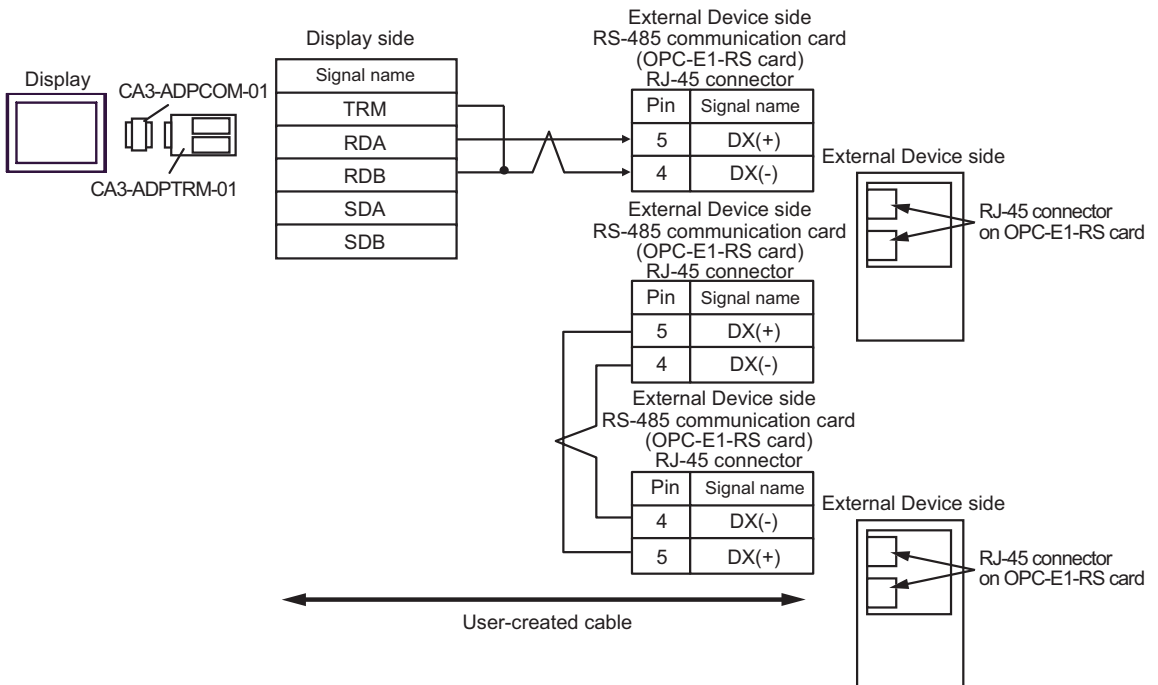 Display
CA3-ADPCOM-01
CA3-ADPTRM-01
Display side
Signal name
TRM
RDA
RDB
SDA
SDB
External Device side
RS-485 communication card
(OPC-E1-RS card)
RJ-45 connector
Pin Signal name
5 DX(+)
4 DX(-)
External Device side
RJ-45 connector
on OPC-E1-RS card
External Device side
RS-485 communication card
(OPC-E1-RS card)
RJ-45 connector
Pin Signal name
5 DX(+)
4 DX(-)
External Device side
RS-485 communication card
(OPC-E1-RS card)
RJ-45 connector
Pin Signal name
4 DX(-)
5 DX(+)
External Device side
RJ-45 connector
on OPC-E1-RS card
User-created cable